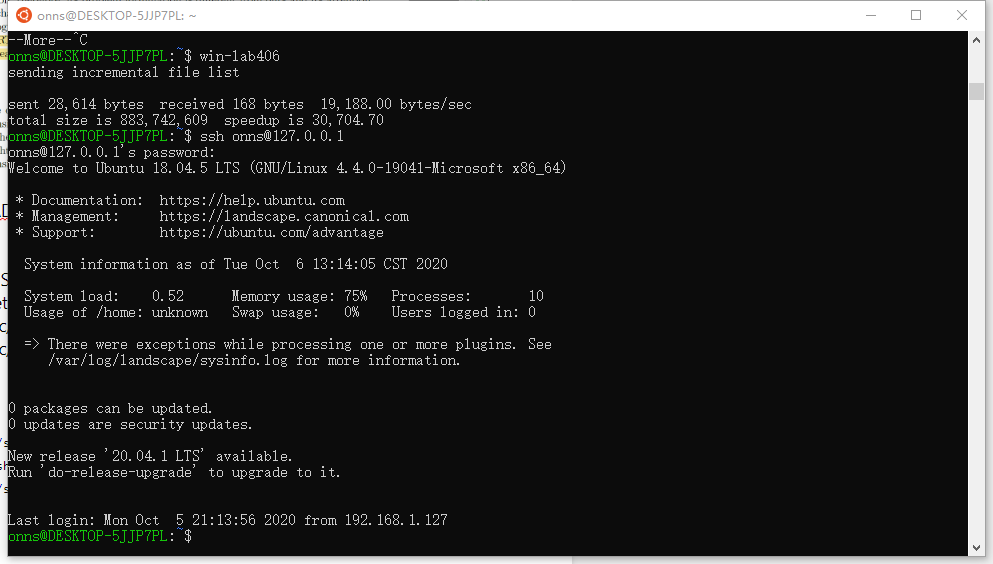 onns@DESKTOP-5JJP7PL: ~
--More--^C
onns@DESKTOP-5JJP7PL:~$ win-lab406
sending incremental file list
sent 28,614 bytes  received 168 bytes  19,188.00 bytes/sec
total size is 883,742,609  speedup is 30,704.70
onns@DESKTOP-5JJP7PL:~$ ssh onns@127.0.0.1
onns@127.0.0.1's password:
Welcome to Ubuntu 18.04.5 LTS (GNU/Linux 4.4.0-19041-Microsoft x86_64)
* Documentation:  https://help.ubuntu.com
* Management:     https://landscape.canonical.com
* Support:        https://ubuntu.com/advantage
System information as of Tue Oct  6 13:14:05 CST 2020
System load:    0.52      Memory usage: 75%   Processes:       10
Usage of /home: unknown   Swap usage:   0%    Users logged in: 0
=> There were exceptions while processing one or more plugins. See
/var/log/landscape/sysinfo.log for more information.
0 packages can be updated.
0 updates are security updates.
New release '20.04.1 LTS' available.
Run 'do-release-upgrade' to upgrade to it.
Last login: Mon Oct  5 21:13:56 2020 from 192.168.1.127
onns@DESKTOP-5JJP7PL:~$